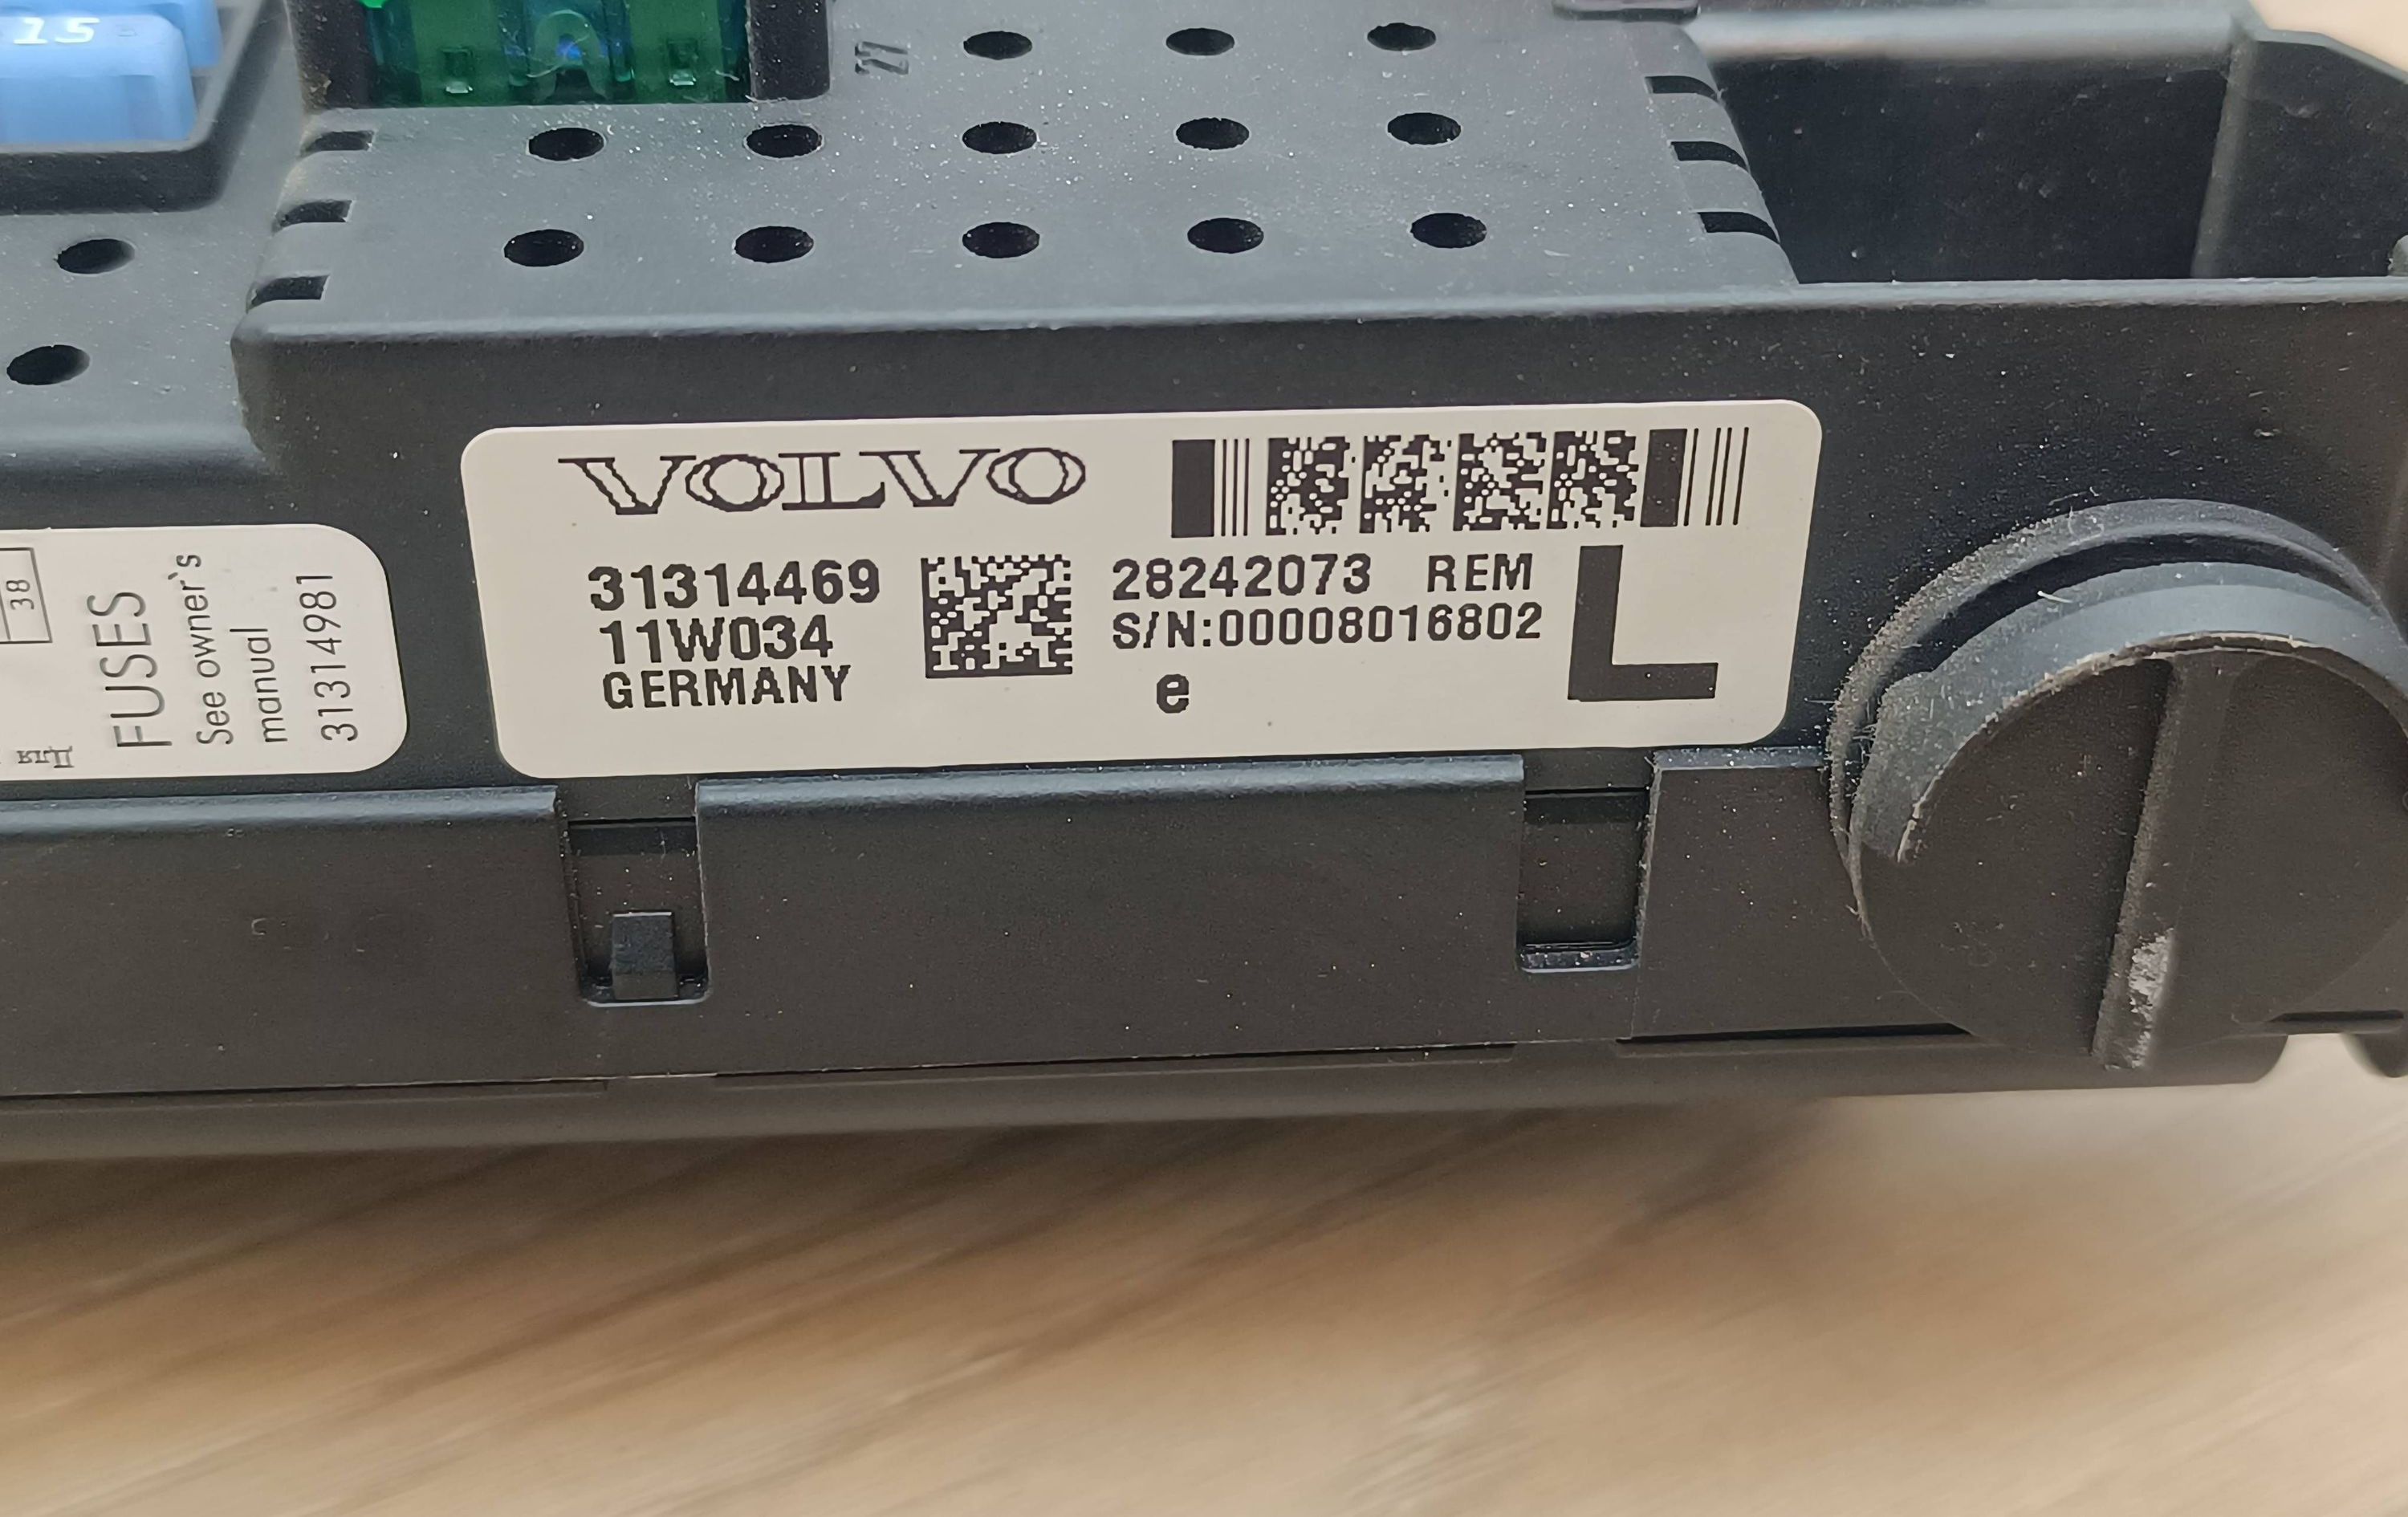 15
27
VOLVO
31314469
11W034
GERMANY
28242073 REM
S/N:00008016802
e
L
38
FUSES
See owner's
manual
31314981